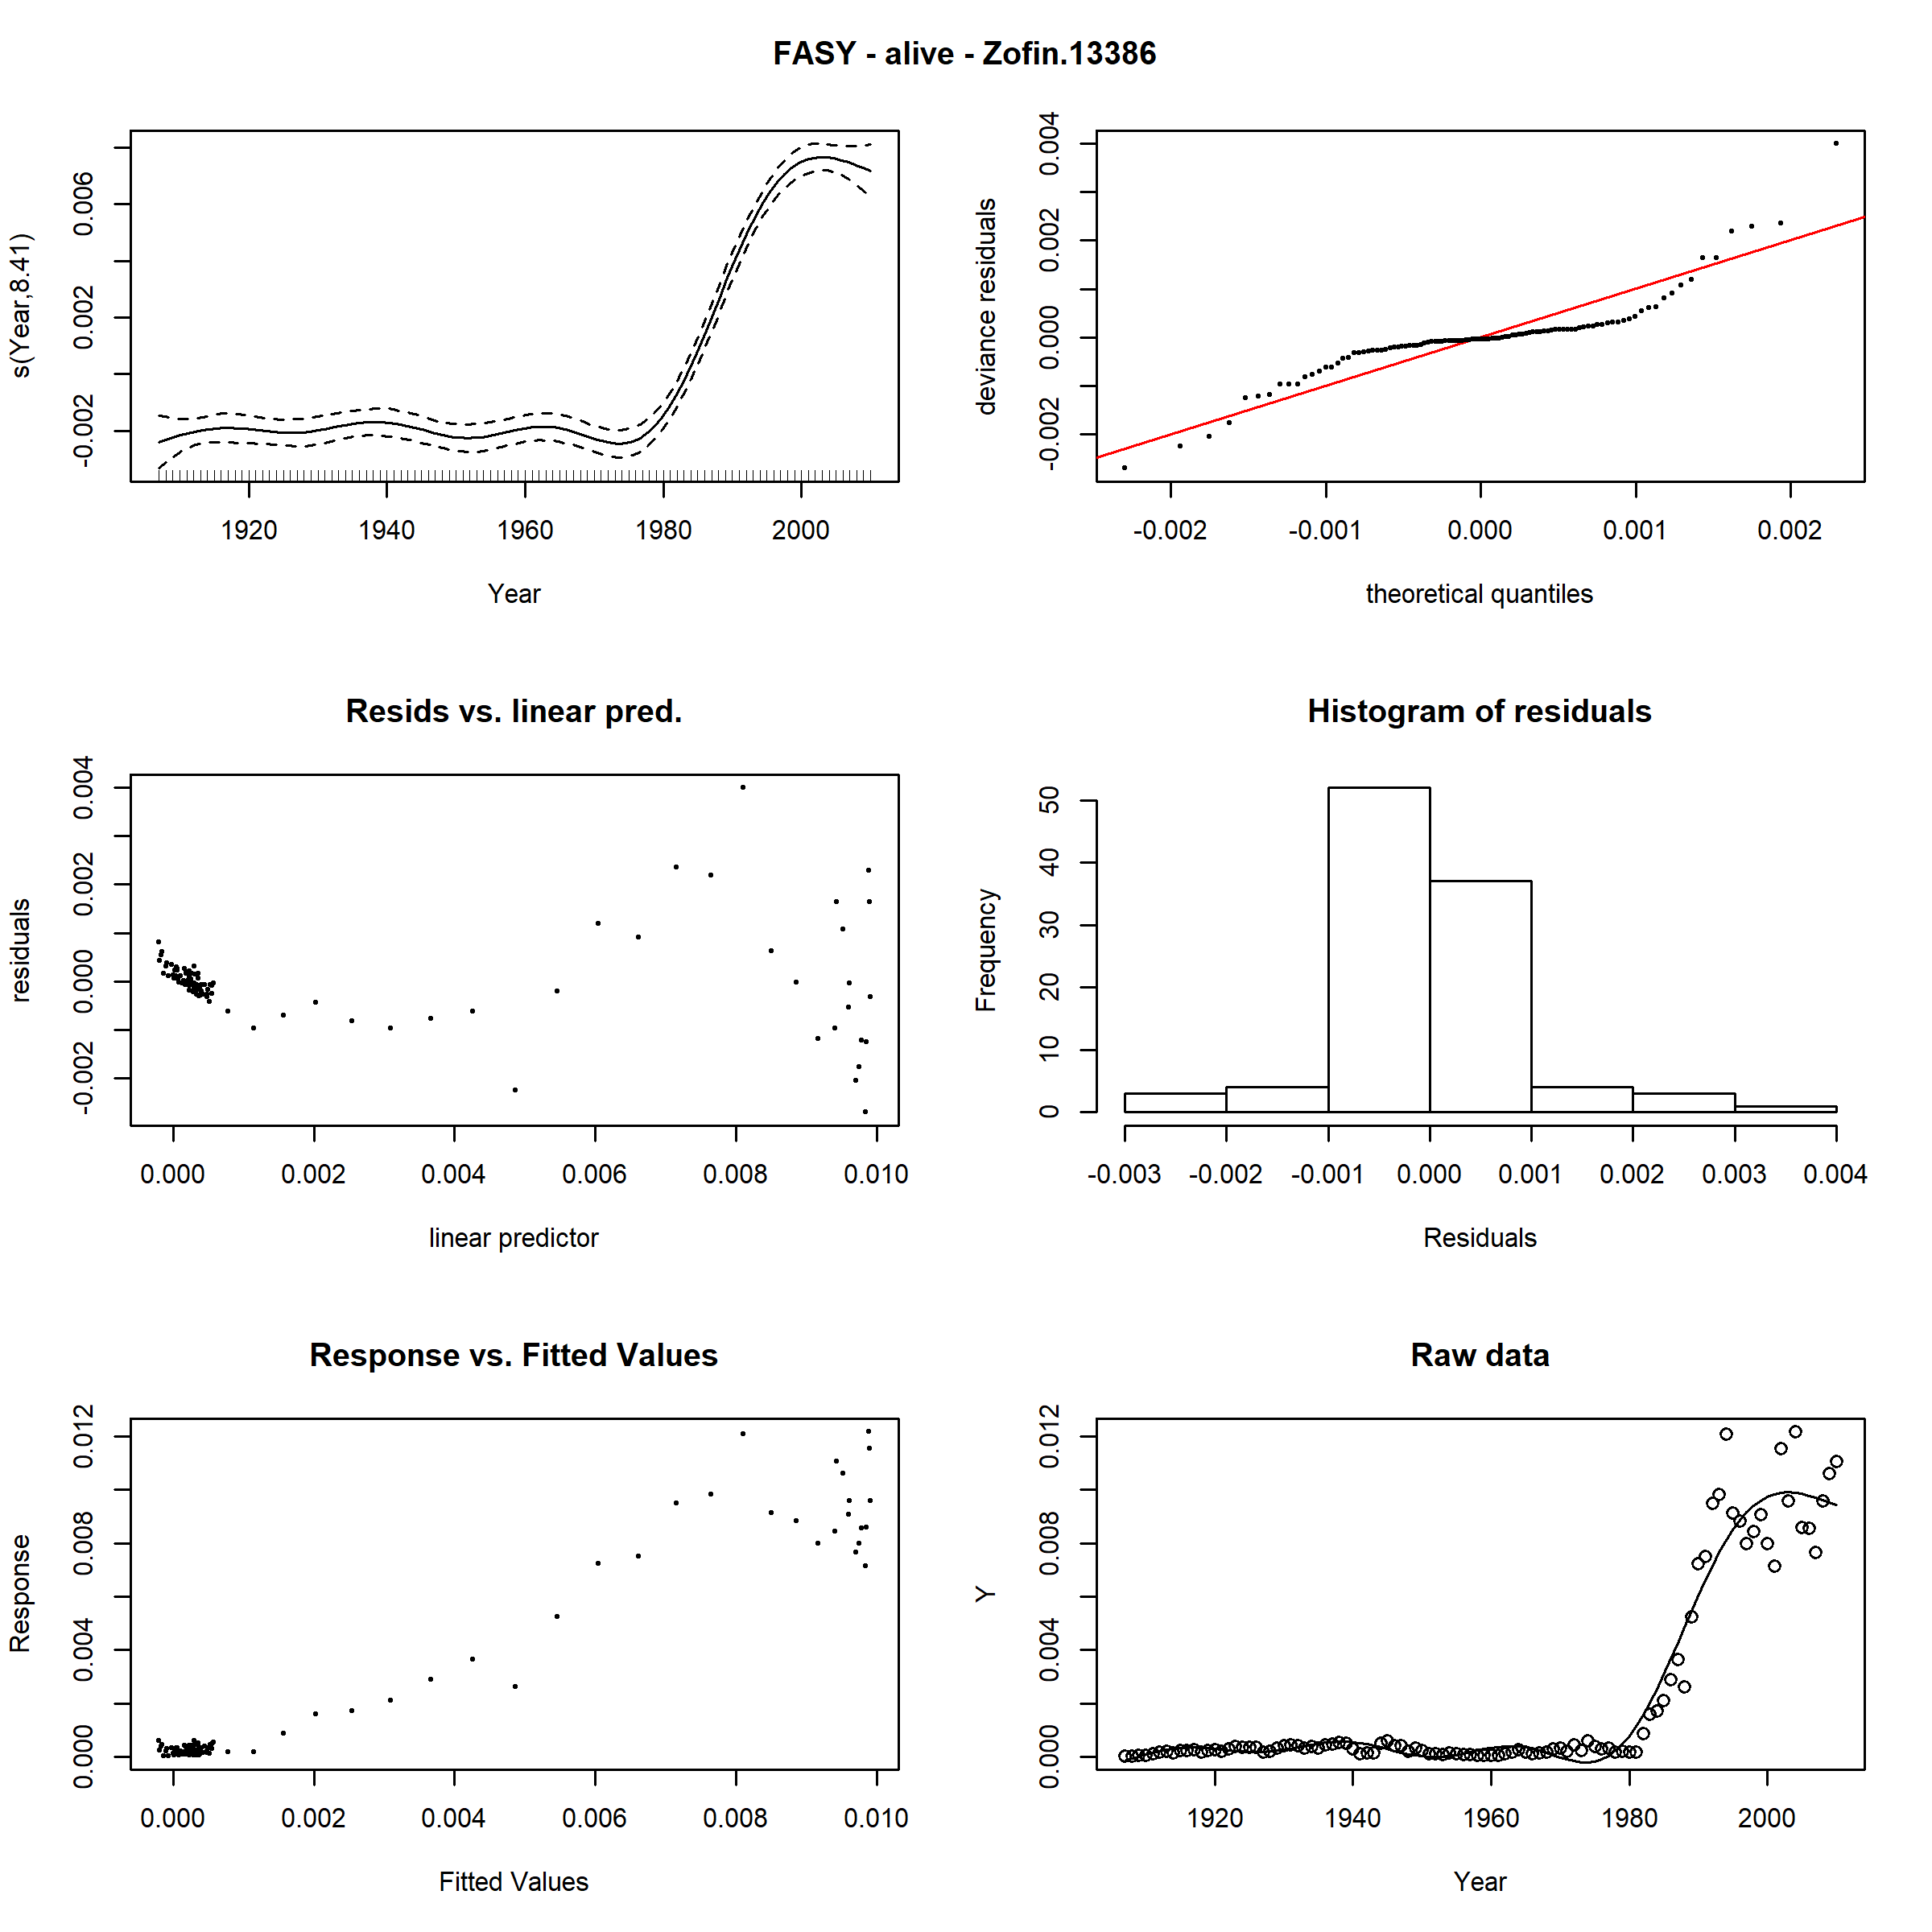 FASY - alive - Zofin.13386
s(Year,8.41)
-0.002 0.002 0.006
1920 1940 1960 1980 2000
Year
deviance residuals
-0.002 0.000 0.002 0.004
-0.002 -0.001 0.000 0.001 0.002
theoretical quantiles
Resids vs. linear pred.
residuals
-0.002 0.000 0.002 0.004
0.000 0.002 0.004 0.006 0.008 0.010
linear predictor
Histogram of residuals
Frequency
0 10 20 30 40 50
-0.003 -0.002 -0.001 0.000 0.001 0.002 0.003 0.004
Residuals
Response vs. Fitted Values
Response
0.000 0.004 0.008 0.012
0.000 0.002 0.004 0.006 0.008 0.010
Fitted Values
Raw data
Y
0.000 0.004 0.008 0.012
1920 1940 1960 1980 2000
Year